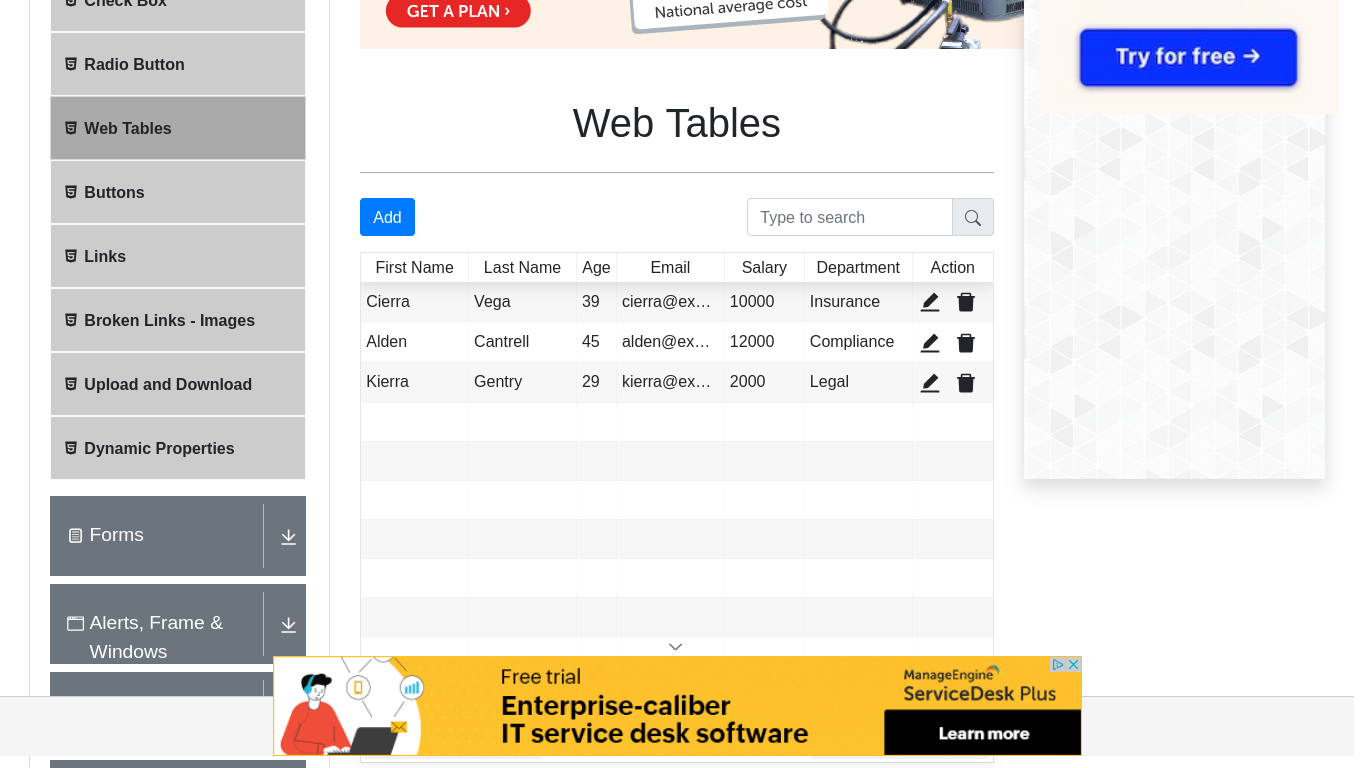 Check Box
Radio Button
Web Tables
Buttons
Links
Broken Links - Images
Upload and Download
Dynamic Properties
Forms
Alerts, Frame &
Windows
GET A PLAN ›
National average cost
Try for free →
Web Tables
Add
Type to search
First Name Last Name Age Email Salary Department Action
Cierra Vega 39 cierra@ex… 10000 Insurance
Alden Cantrell 45 alden@ex… 12000 Compliance
Kierra Gentry 29 kierra@ex… 2000 Legal
Free trial
Enterprise-caliber
IT service desk software
ManageEngine
ServiceDesk Plus
Learn more